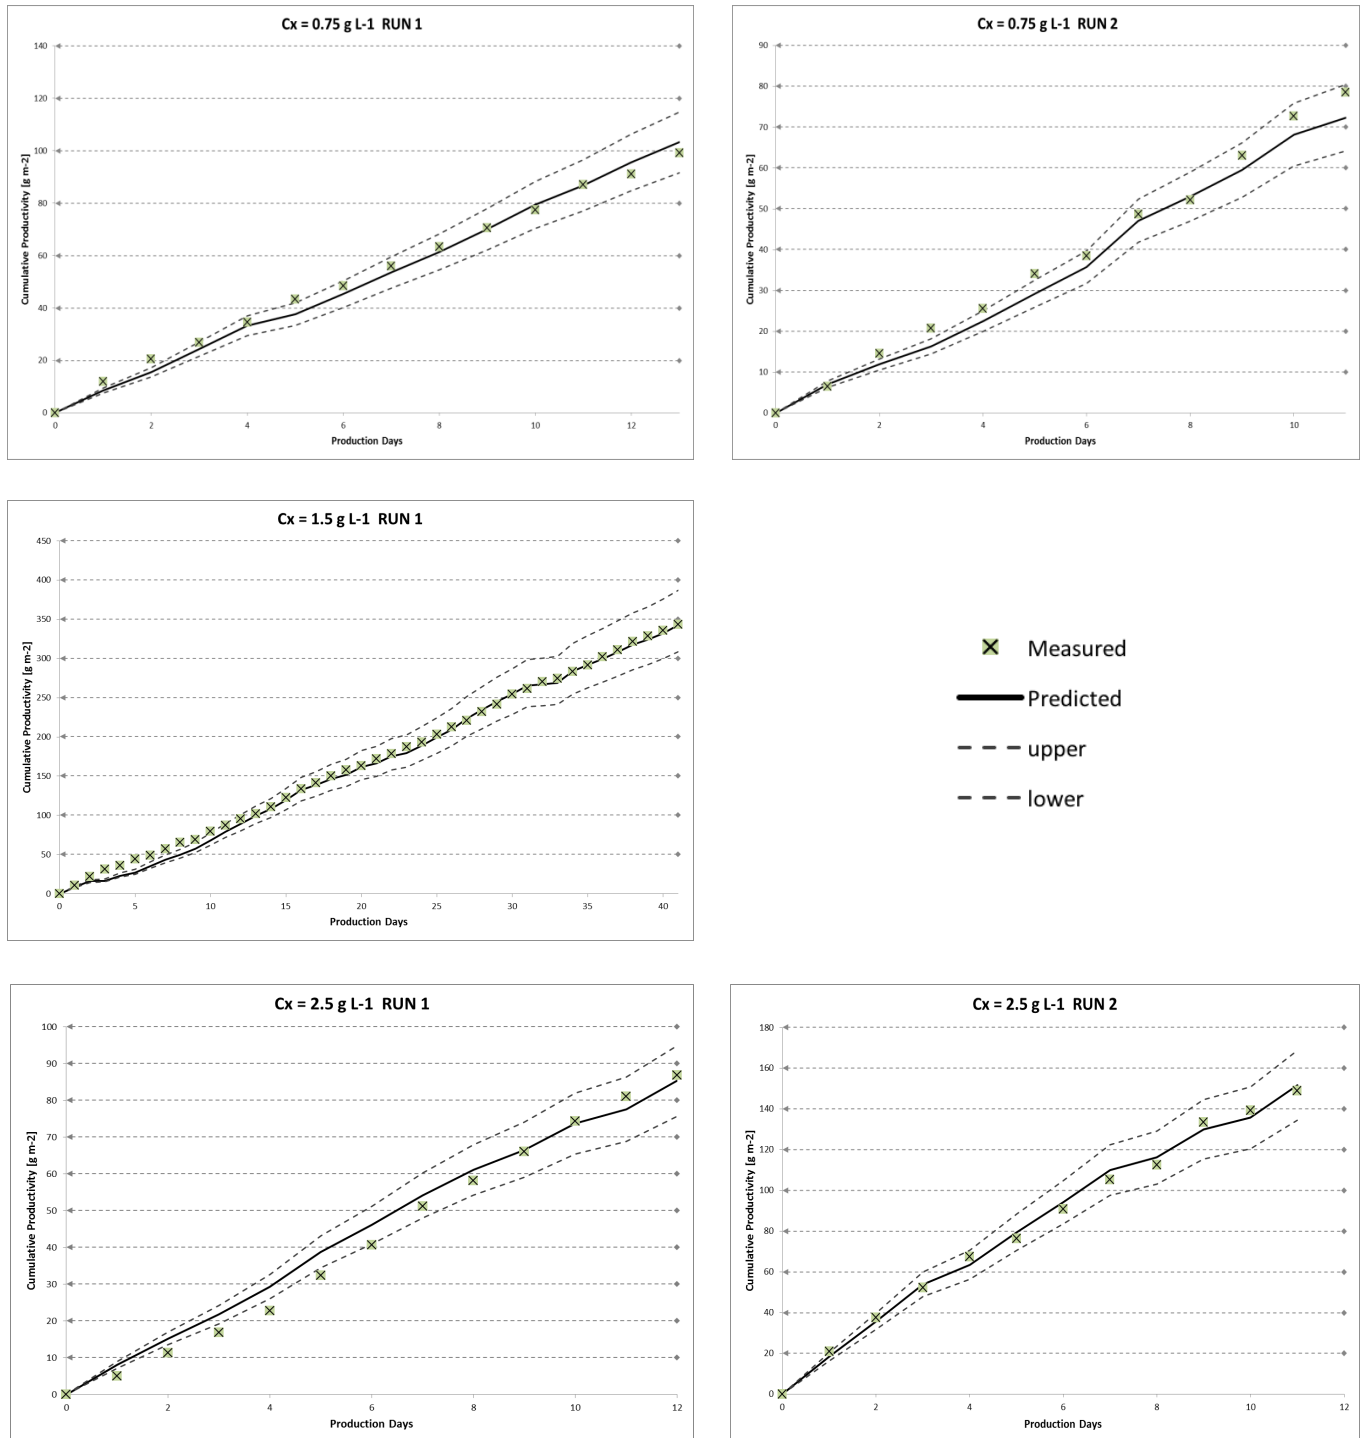 Cx = 0.75 g L-1 RUN 1
140
120
100
80
60
40
20
0
0 2 4 6 8 10 12
Cumulative Productivity [g m-2]
Production Days
Cx = 0.75 g L-1 RUN 2
90
80
70
60
50
40
30
20
10
0
0 2 4 6 8 10
Cumulative Productivity [g m-2]
Production Days
Cx = 1.5 g L-1 RUN 1
450
400
350
300
250
200
150
100
50
0
0 5 10 15 20 25 30 35 40
Cumulative Productivity [g m-2]
Production Days
Measured
Predicted
upper
lower
Cx = 2.5 g L-1 RUN 1
100
90
80
70
60
50
40
30
20
10
0
0 2 4 6 8 10 12
Cumulative Productivity [g m-2]
Production Days
Cx = 2.5 g L-1 RUN 2
180
160
140
120
100
80
60
40
20
0
0 2 4 6 8 10 12 14
Cumulative Productivity [g m-2]
Production Days